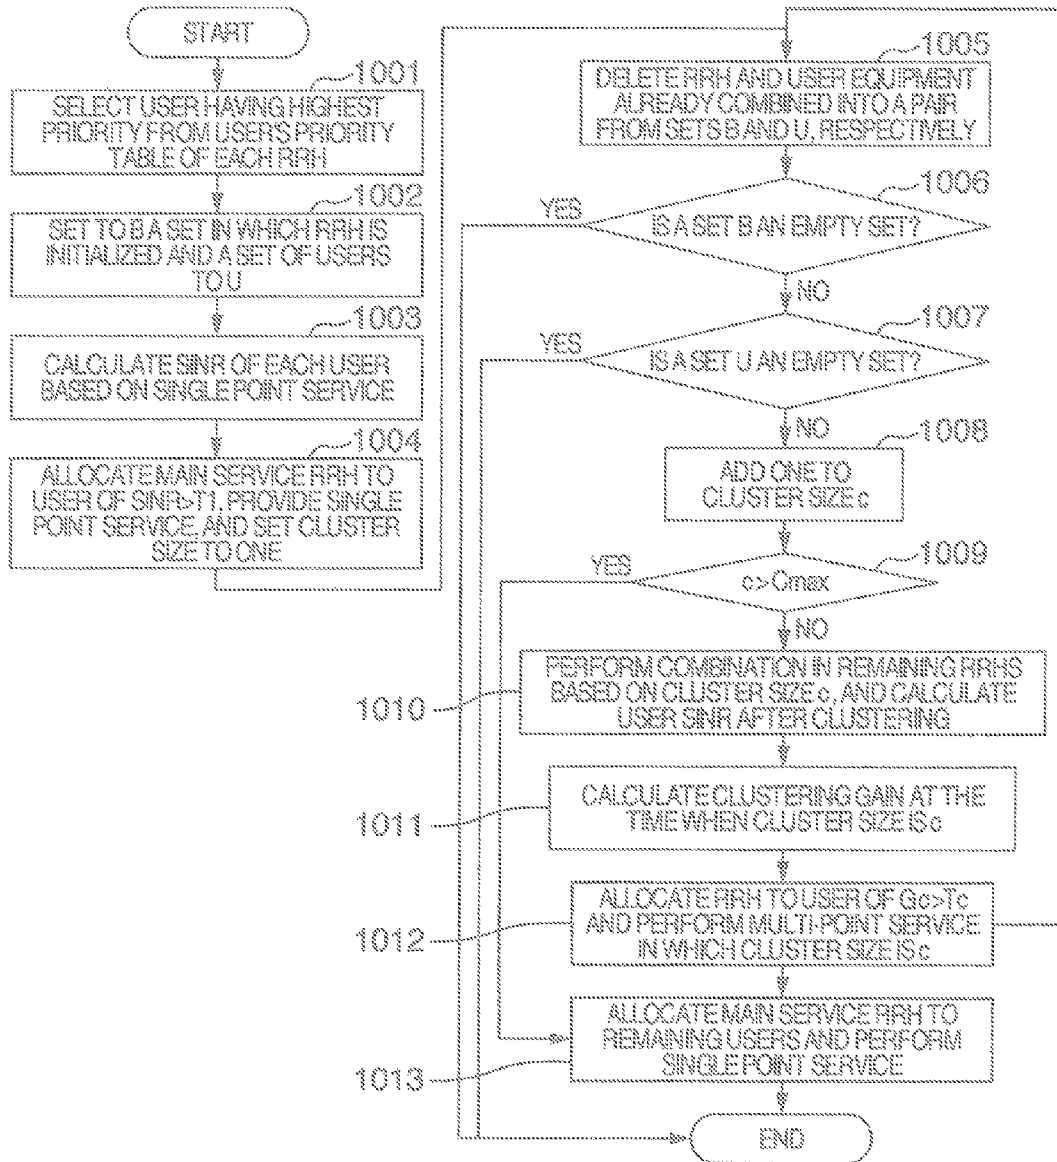 START
1001
SELECT USER HAVING HIGHEST
PRIORITY FROM USER'S PRIORITY
TABLE OF EACH RRH
1002
SET TO B A SET IN WHICH RRH IS
INITIALIZED AND A SET OF USERS
TO U
1003
CALCULATE SINR OF EACH USER
BASED ON SINGLE POINT SERVICE
1004
ALLOCATE MAIN SERVICE RRH TO
USER OF SINR>T1, PROVIDE SINGLE
POINT SERVICE, AND SET CLUSTER
SIZE TO ONE
1005
DELETE RRH AND USER EQUIPMENT
ALREADY COMBINED INTO A PAIR
FROM SETS B AND U, RESPECTIVELY
1006
YES
IS A SET B AN EMPTY SET?
NO
1007
YES
IS A SET U AN EMPTY SET?
NO
1008
ADD ONE TO
CLUSTER SIZE c
1009
YES
c>Cmax
NO
1010
PERFORM COMBINATION IN REMAINING RRHS
BASED ON CLUSTER SIZE c, AND CALCULATE
USER SINR AFTER CLUSTERING
1011
CALCULATE CLUSTERING GAIN AT THE
TIME WHEN CLUSTER SIZE IS c
1012
ALLOCATE RRH TO USER OF Gc>Tc
AND PERFORM MULTI-POINT SERVICE
IN WHICH CLUSTER SIZE IS c
1013
ALLOCATE MAIN SERVICE RRH TO
REMAINING USERS AND PERFORM
SINGLE POINT SERVICE
END